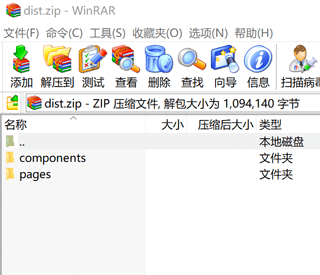 dist.zip - WinRAR
文件(F) 命令(C) 工具(S) 收藏夹(O) 选项(N) 帮助(H)
添加 解压到 测试 查看 删除 查找 向导 信息 扫描病毒
dist.zip - ZIP 压缩文件, 解包大小为 1,094,140 字节
名称 大小 压缩后大小 类型
.. 本地磁盘
components 文件夹
pages 文件夹